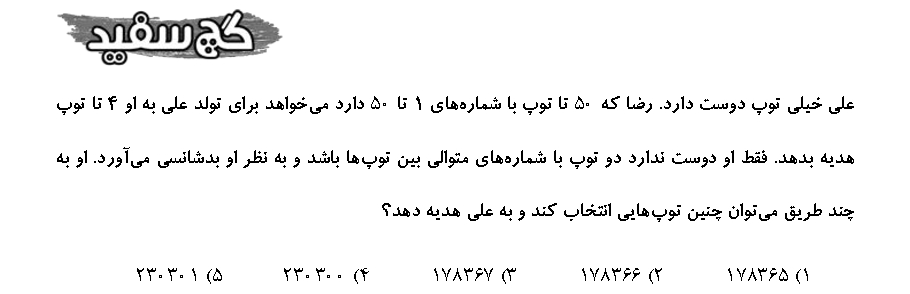 گچ سفید
علی خیلی توپ دوست دارد. رضا که ۵۰ تا توپ با شماره‌های ۱ تا ۵۰ دارد می‌خواهد برای تولد علی به او ۴ تا توپ
هدیه بدهد. فقط او دوست ندارد دو توپ با شماره‌های متوالی بین توپ‌ها باشد و به نظر او بدشانسی می‌آورد. او به
چند طریق می‌توان چنین توپ‌هایی انتخاب کند و به علی هدیه دهد؟
۱) ۱۷۸۳۶۵ ۲) ۱۷۸۳۶۶ ۳) ۱۷۸۳۶۷ ۴) ۲۳۰۳۰۰ ۵) ۲۳۰۳۰۱